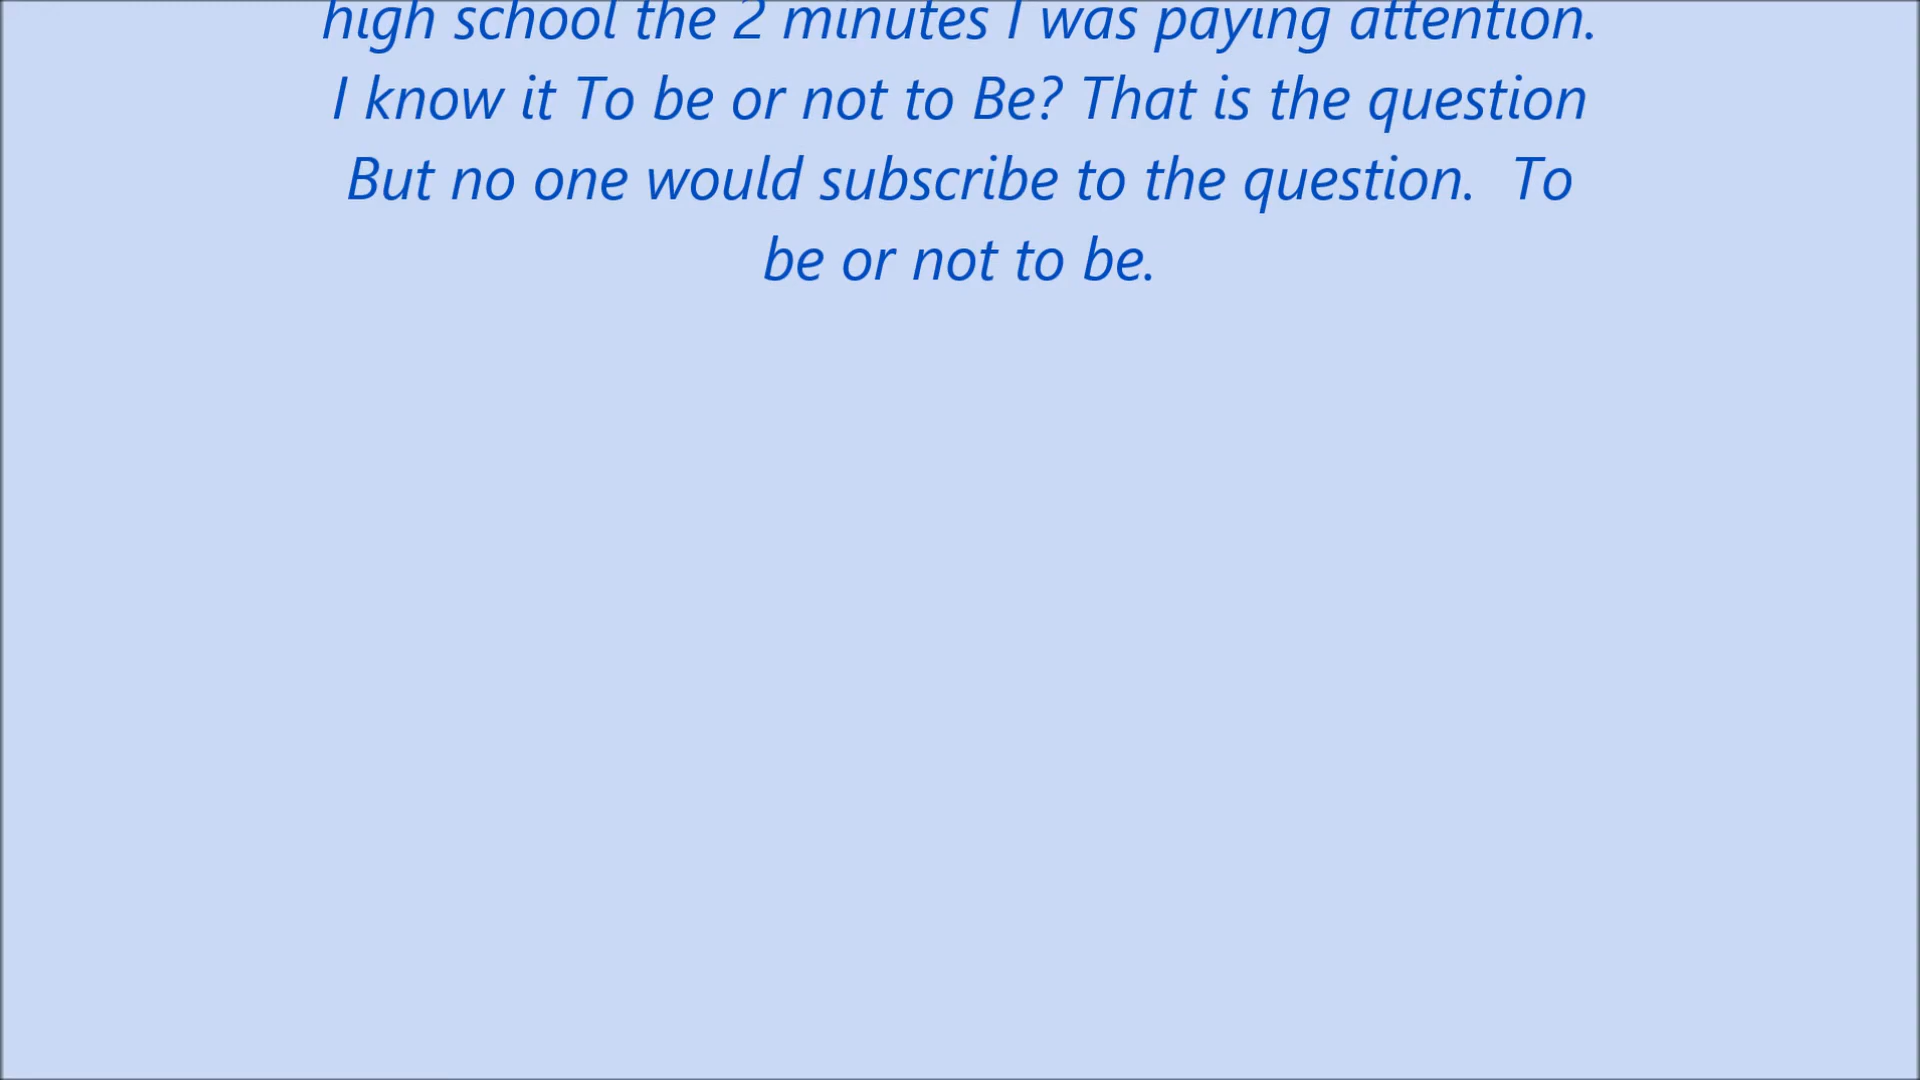 high school the 2 minutes I was paying attention.
I know it To be or not to Be? That is the question
But no one would subscribe to the question.  To
be or not to be.